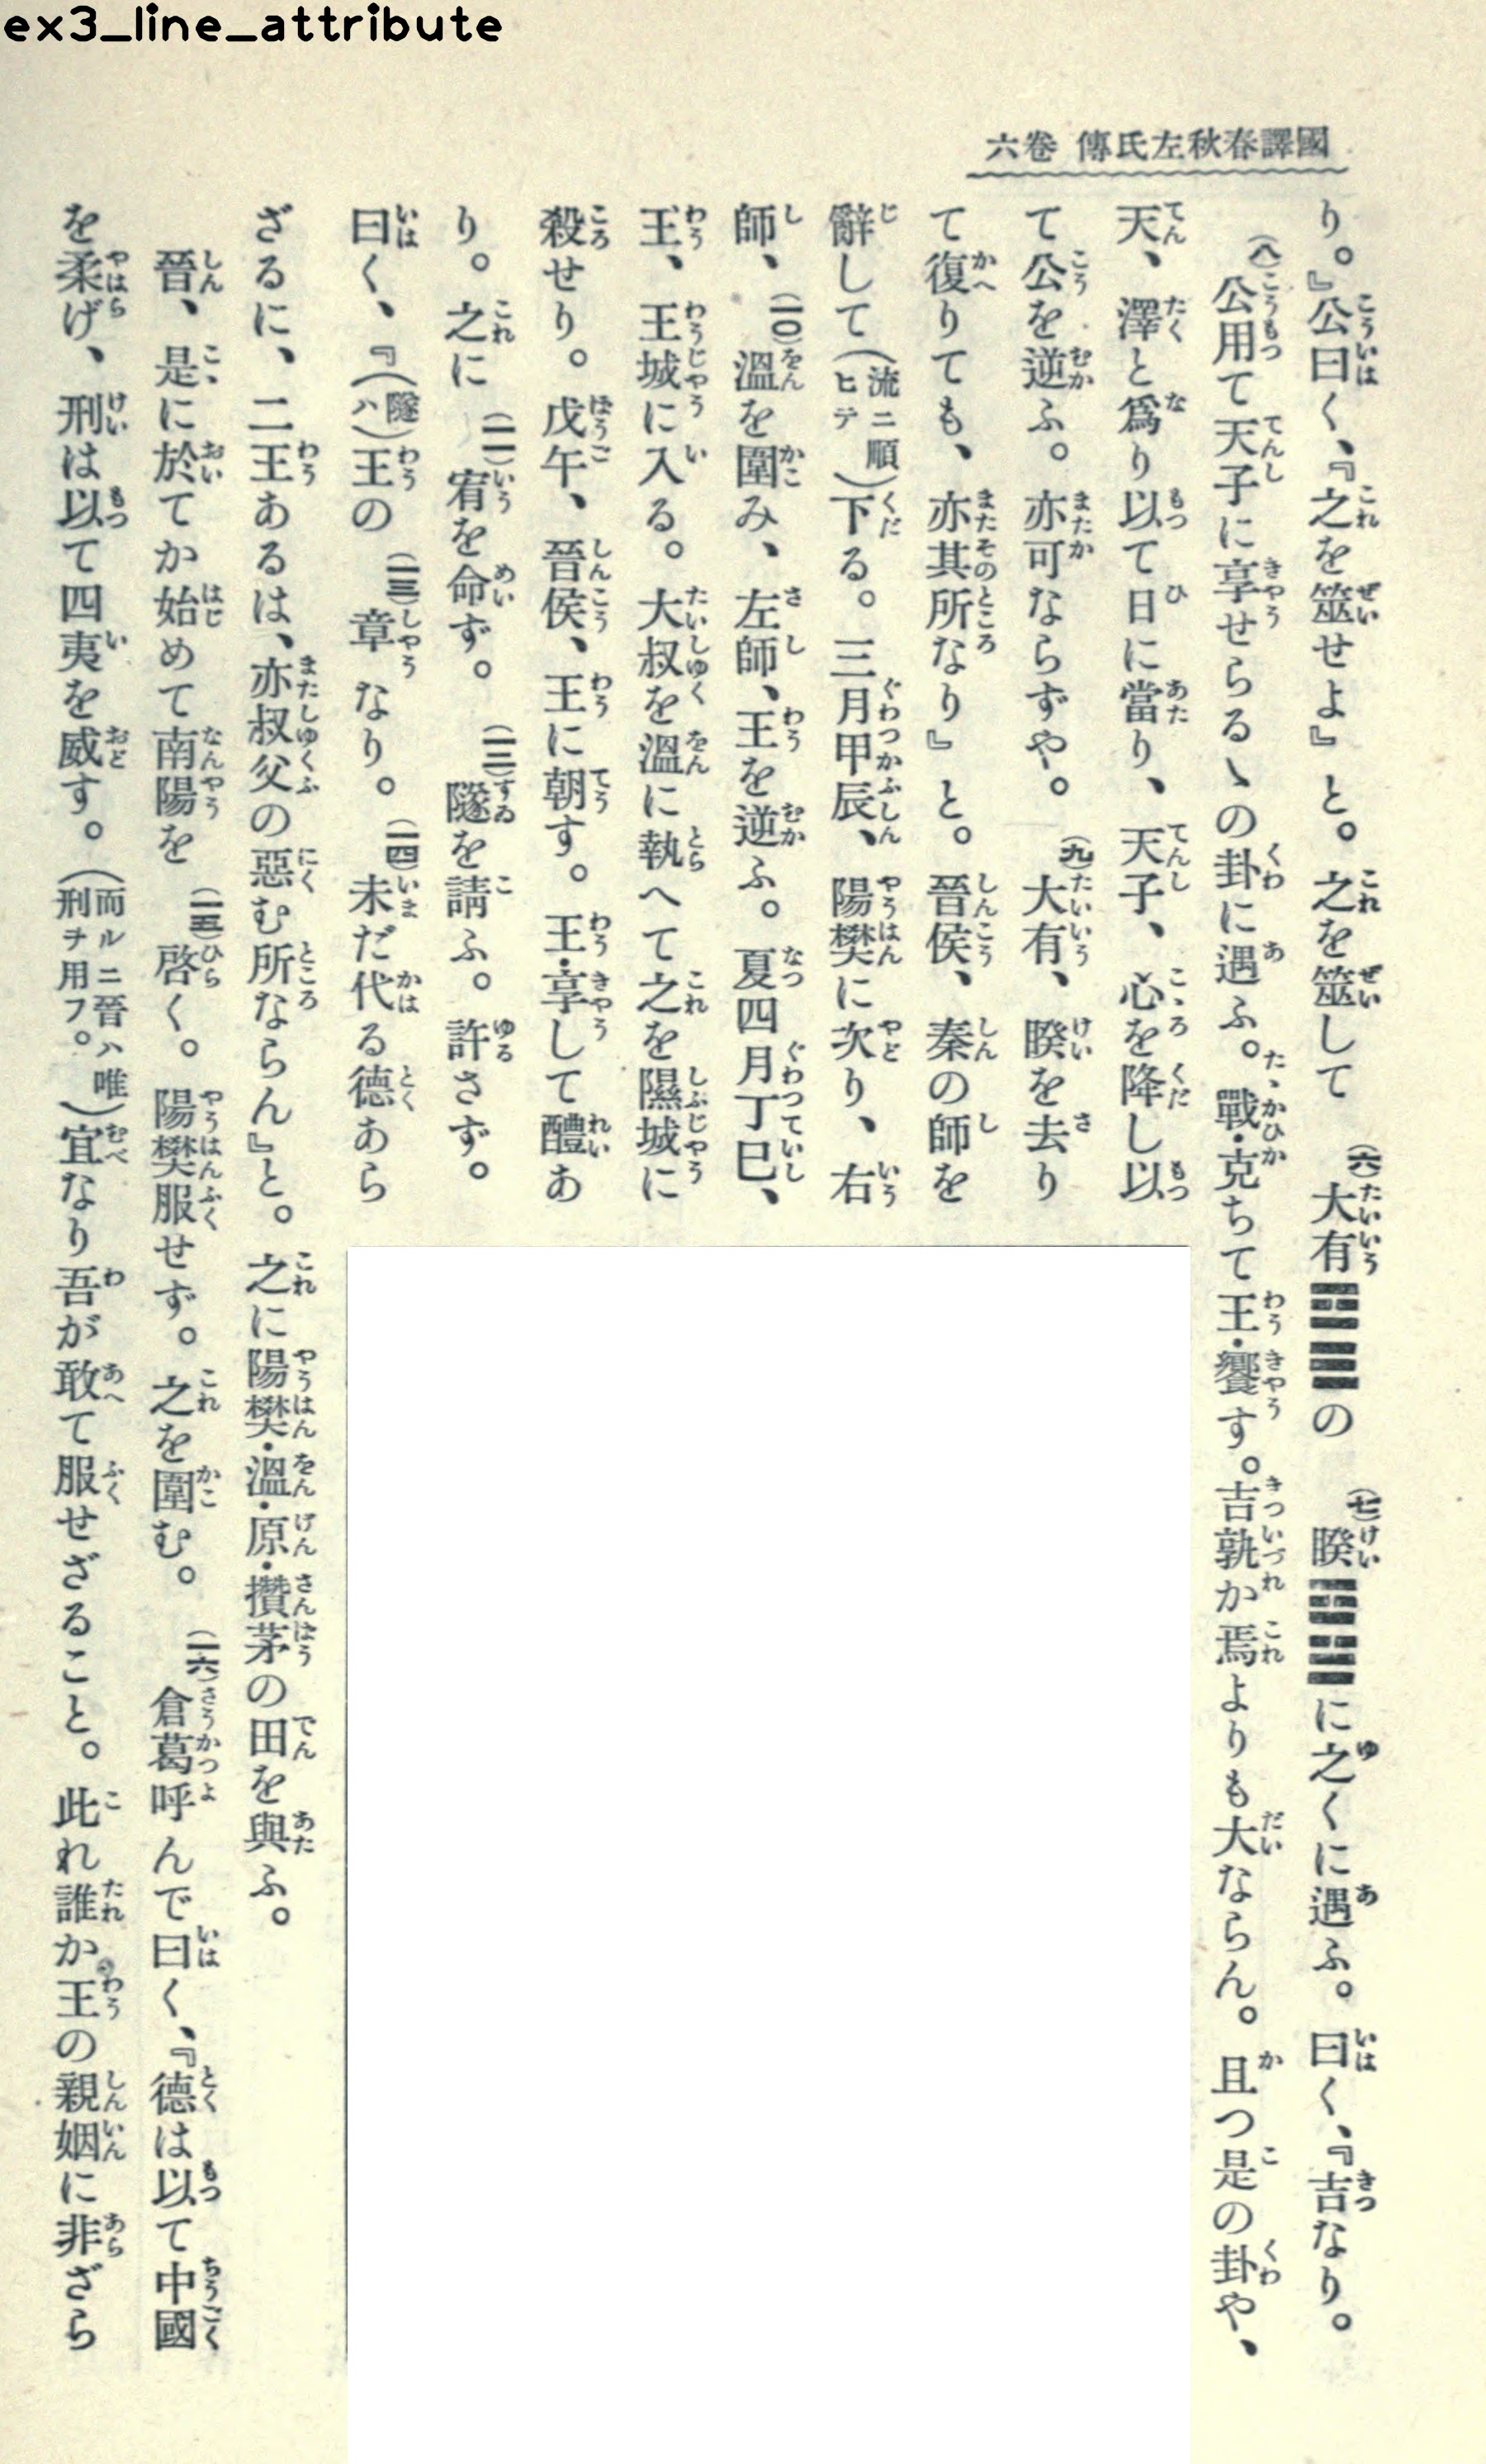 ex3_line_attribute
國譯春秋左氏傳 卷六
り。』公曰く、『之を筮せよ』と。之を筮して(六)大有䷍の(七)睽䷥に之くに遇ふ。曰く、『吉なり。
(八)公用て天子に享せらるゝの卦に遇ふ。戰・克ちて王・饗す。吉孰か焉よりも大ならん。且つ是の卦や、
天、澤と爲り以て日に當り、天子、心を降し以
て公を逆ふ。亦可ならずや。(九)大有、睽を去り
て復りても、亦其所なり』と。晉侯、秦の師を
辭して(流ニ順ヒテ)下る。三月甲辰、陽樊に次り、右
師、(一〇)溫を圍み、左師、王を逆ふ。夏四月丁巳、
王、王城に入る。大叔を溫に執へて之を隰城に
殺せり。戊午、晉侯、王に朝す。王・享して醴あ
り。之に(一一)宥を命ず。(一二)隧を請ふ。許さず。
曰く、『(隧ハ)王の(一三)章なり。(一四)未だ代る德あら
ざるに、二王あるは、亦叔父の惡む所ならん』と。之に陽樊・溫・原・攢茅の田を與ふ。
晉、是に於てか始めて南陽を(一五)啓く。陽樊服せず。之を圍む。(一六)倉葛呼んで曰く、『德は以て中國
を柔げ、刑は以て四夷を威す。(而ルニ晉ハ唯刑ヲ用フ。)宜なり吾が敢て服せざること。此れ誰か王の親姻に非ざら